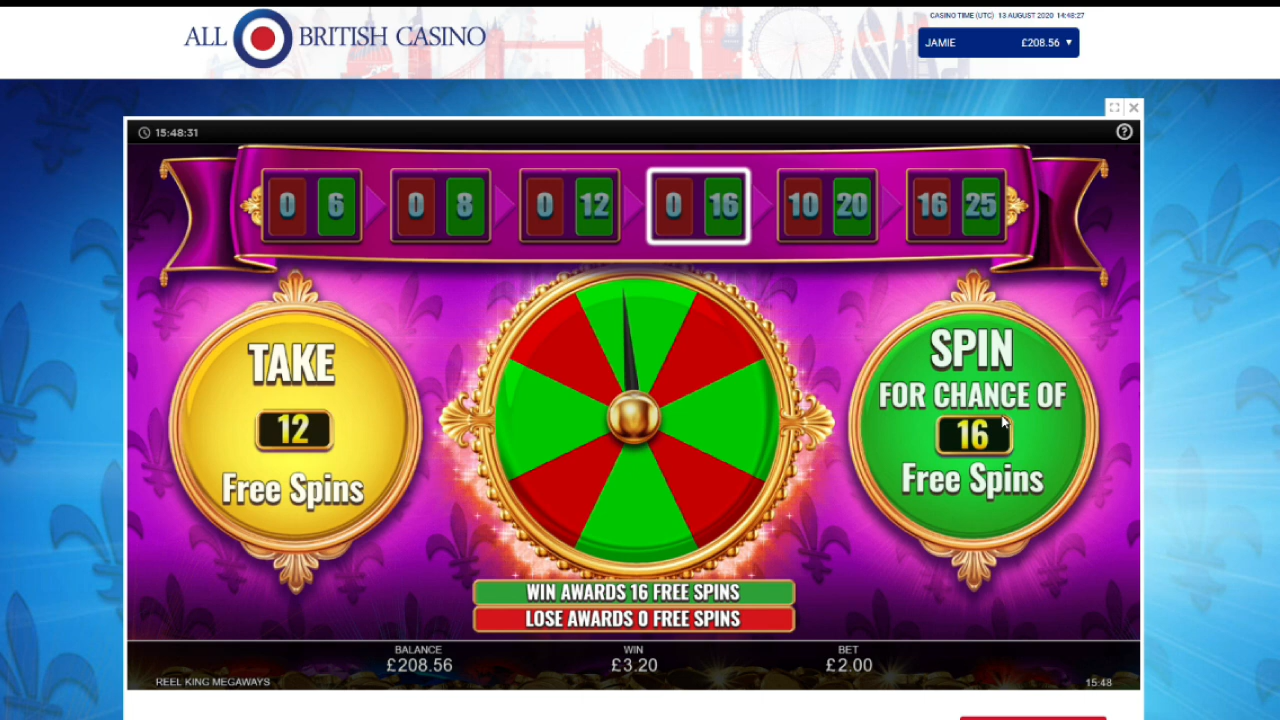 CASINO TIME (UTC) 13 AUGUST 2020 14:48:27
ALL BRITISH CASINO
JAMIE £208.56
15:48:31
0 6 0 8 0 12 0 16 10 20 16 25
TAKE
12
Free Spins
SPIN
FOR CHANCE OF
16
Free Spins
WIN AWARDS 16 FREE SPINS
LOSE AWARDS 0 FREE SPINS
BALANCE WIN BET
£208.56 £3.20 £2.00
REEL KING MEGAWAYS 15:48